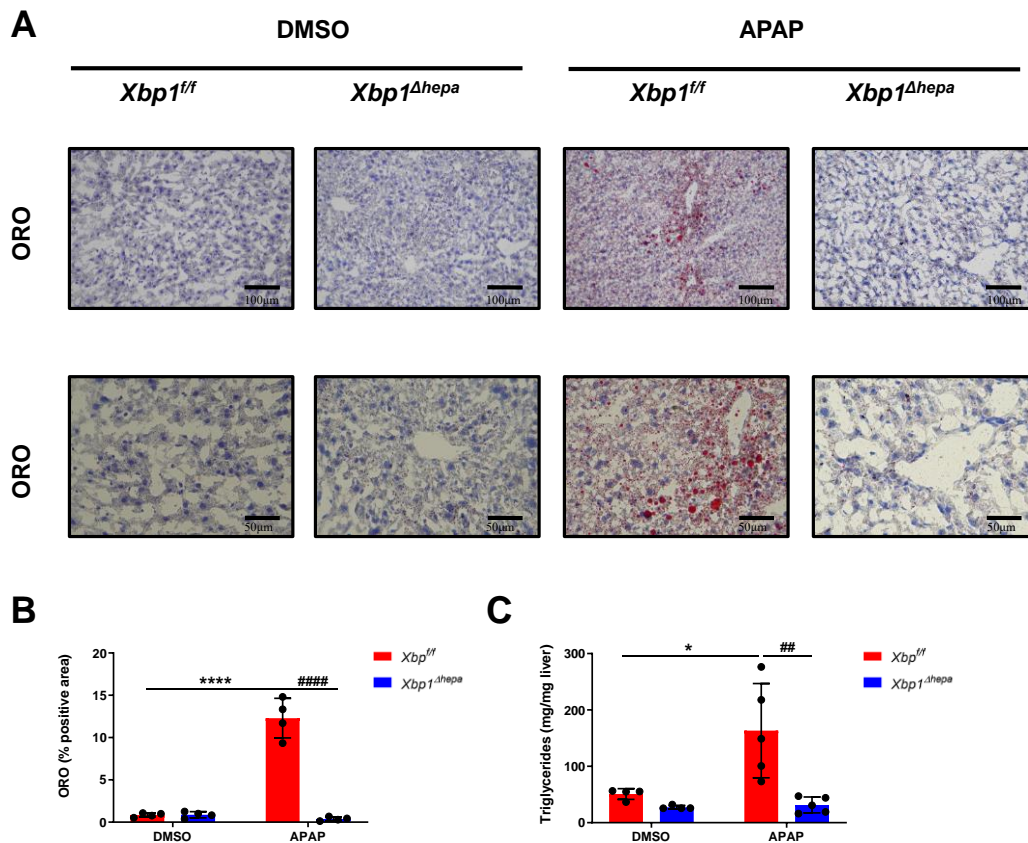 A
DMSO
APAP
Xbp1f/f
Xbp1Δhepa
Xbp1f/f
Xbp1Δhepa
ORO
100μm
100μm
100μm
100μm
ORO
50μm
50μm
50μm
50μm
B
ORO (% positive area)
20
15
10
5
0
****
####
DMSO
APAP
Xbpf/f
Xbp1Δhepa
C
Triglycerides (mg/mg liver)
300
200
100
0
*
##
DMSO
APAP
Xbpf/f
Xbp1Δhepa